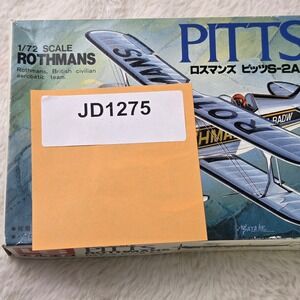 1/72 SCALE
ROTHMANS
Rothmans, British civilian
aerobatic team.
PITTS
ロスマンズ ピッツS-2A
JD1275
PITTS